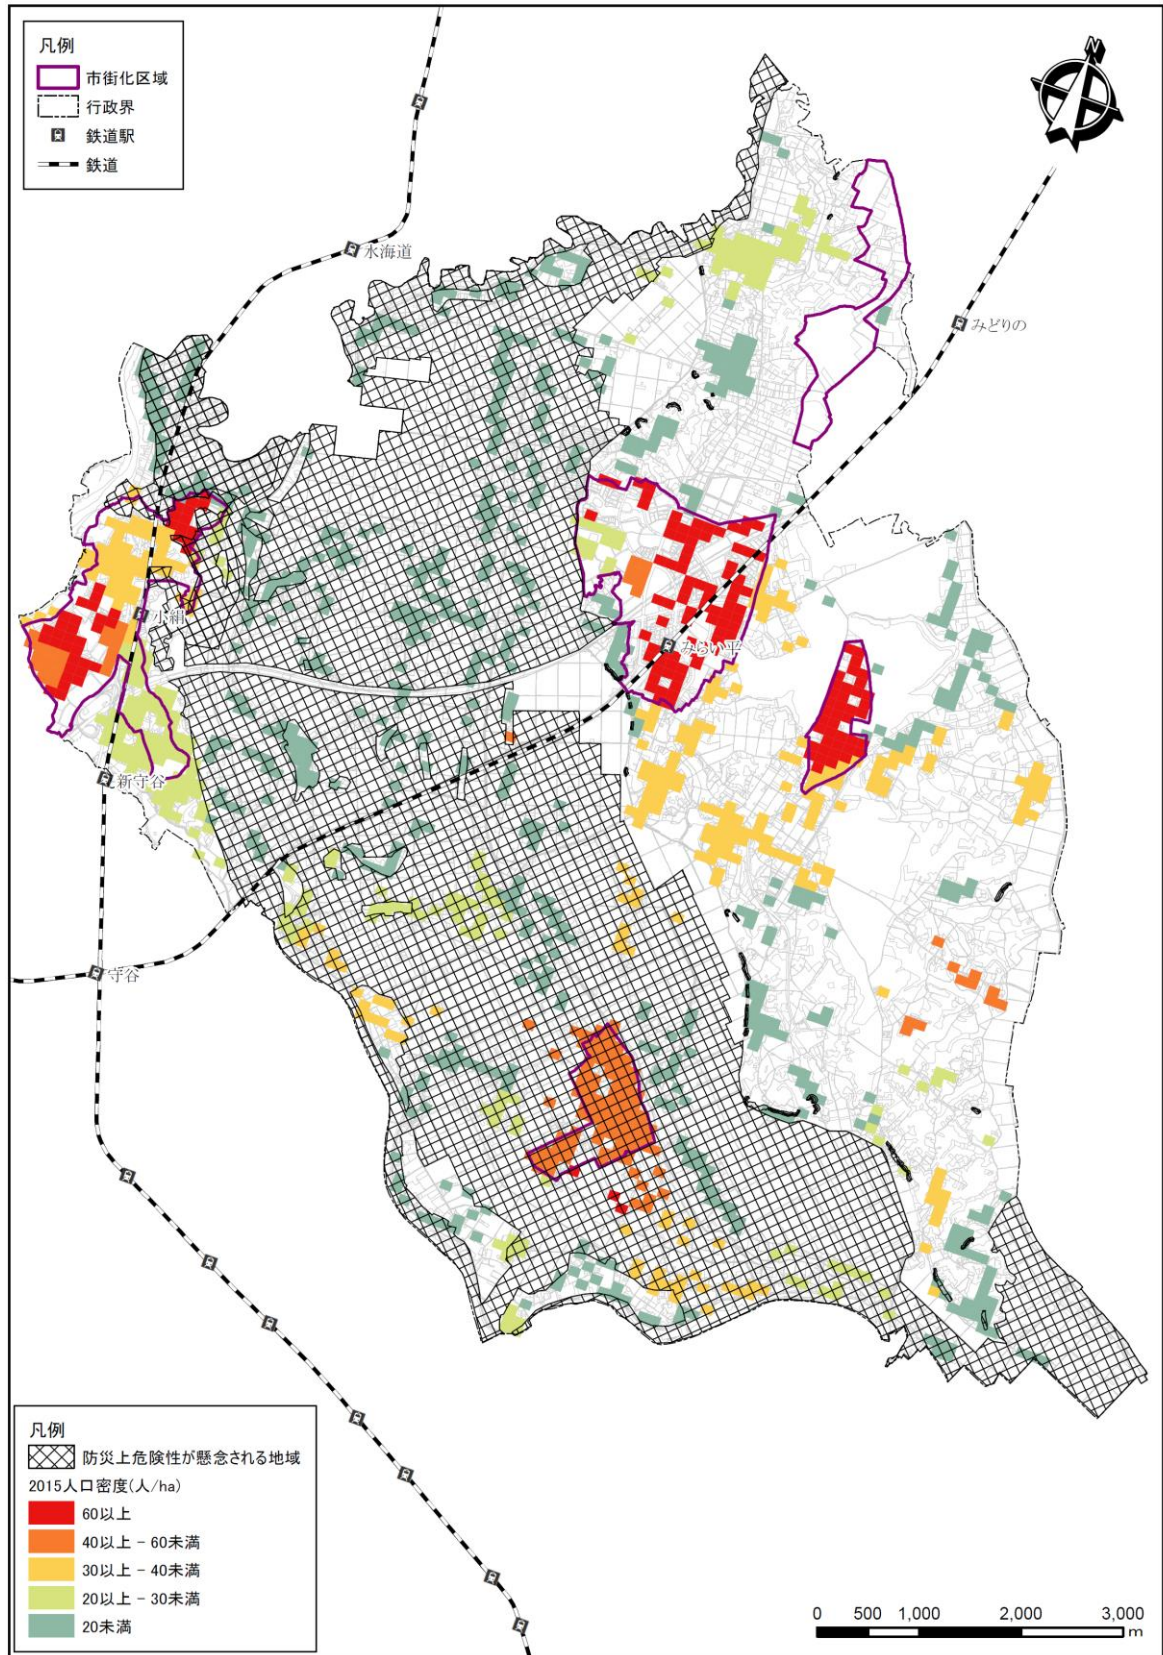 凡例
市街化区域
行政界
鉄道駅
鉄道
N
水海道
みどりの
小絹
みらい平
新守谷
守谷
凡例
防災上危険性が懸念される地域
2015人口密度(人/ha)
60以上
40以上 - 60未満
30以上 - 40未満
20以上 - 30未満
20未満
0 500 1,000 2,000 3,000
m